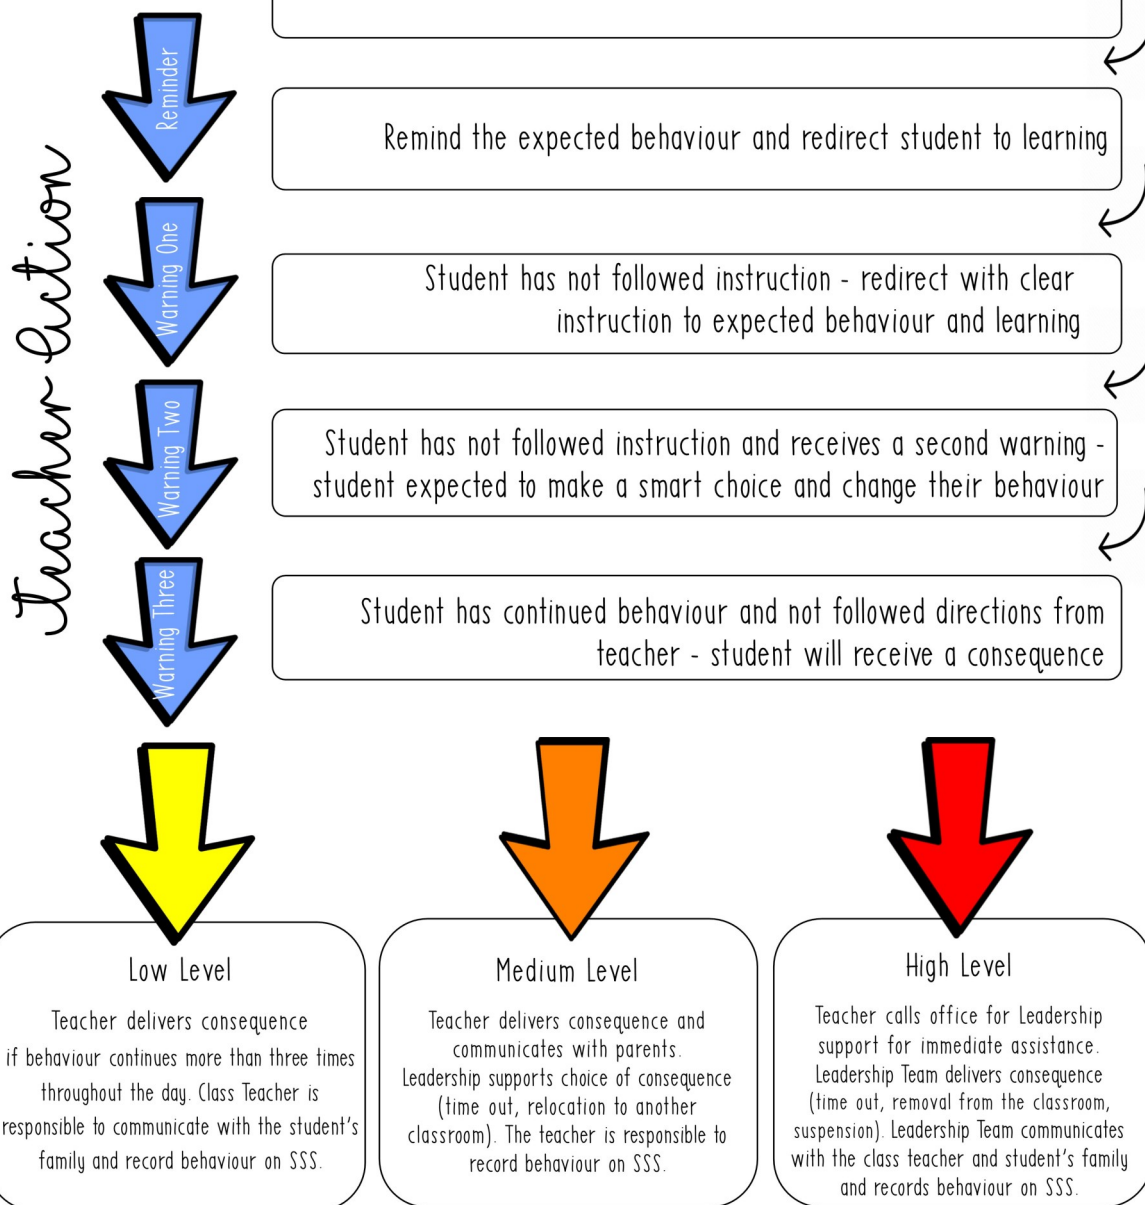 Teacher Action
Reminder
Remind the expected behaviour and redirect student to learning
Warning One
Student has not followed instruction - redirect with clear
instruction to expected behaviour and learning
Warning Two
Student has not followed instruction and receives a second warning -
student expected to make a smart choice and change their behaviour
Warning Three
Student has continued behaviour and not followed directions from
teacher - student will receive a consequence
Low Level
Teacher delivers consequence
if behaviour continues more than three times
throughout the day. Class Teacher is
responsible to communicate with the student's
family and record behaviour on SSS.
Medium Level
Teacher delivers consequence and
communicates with parents.
Leadership supports choice of consequence
(time out, relocation to another
classroom). The teacher is responsible to
record behaviour on SSS.
High Level
Teacher calls office for Leadership
support for immediate assistance.
Leadership Team delivers consequence
(time out, removal from the classroom,
suspension). Leadership Team communicates
with the class teacher and student's family
and records behaviour on SSS.